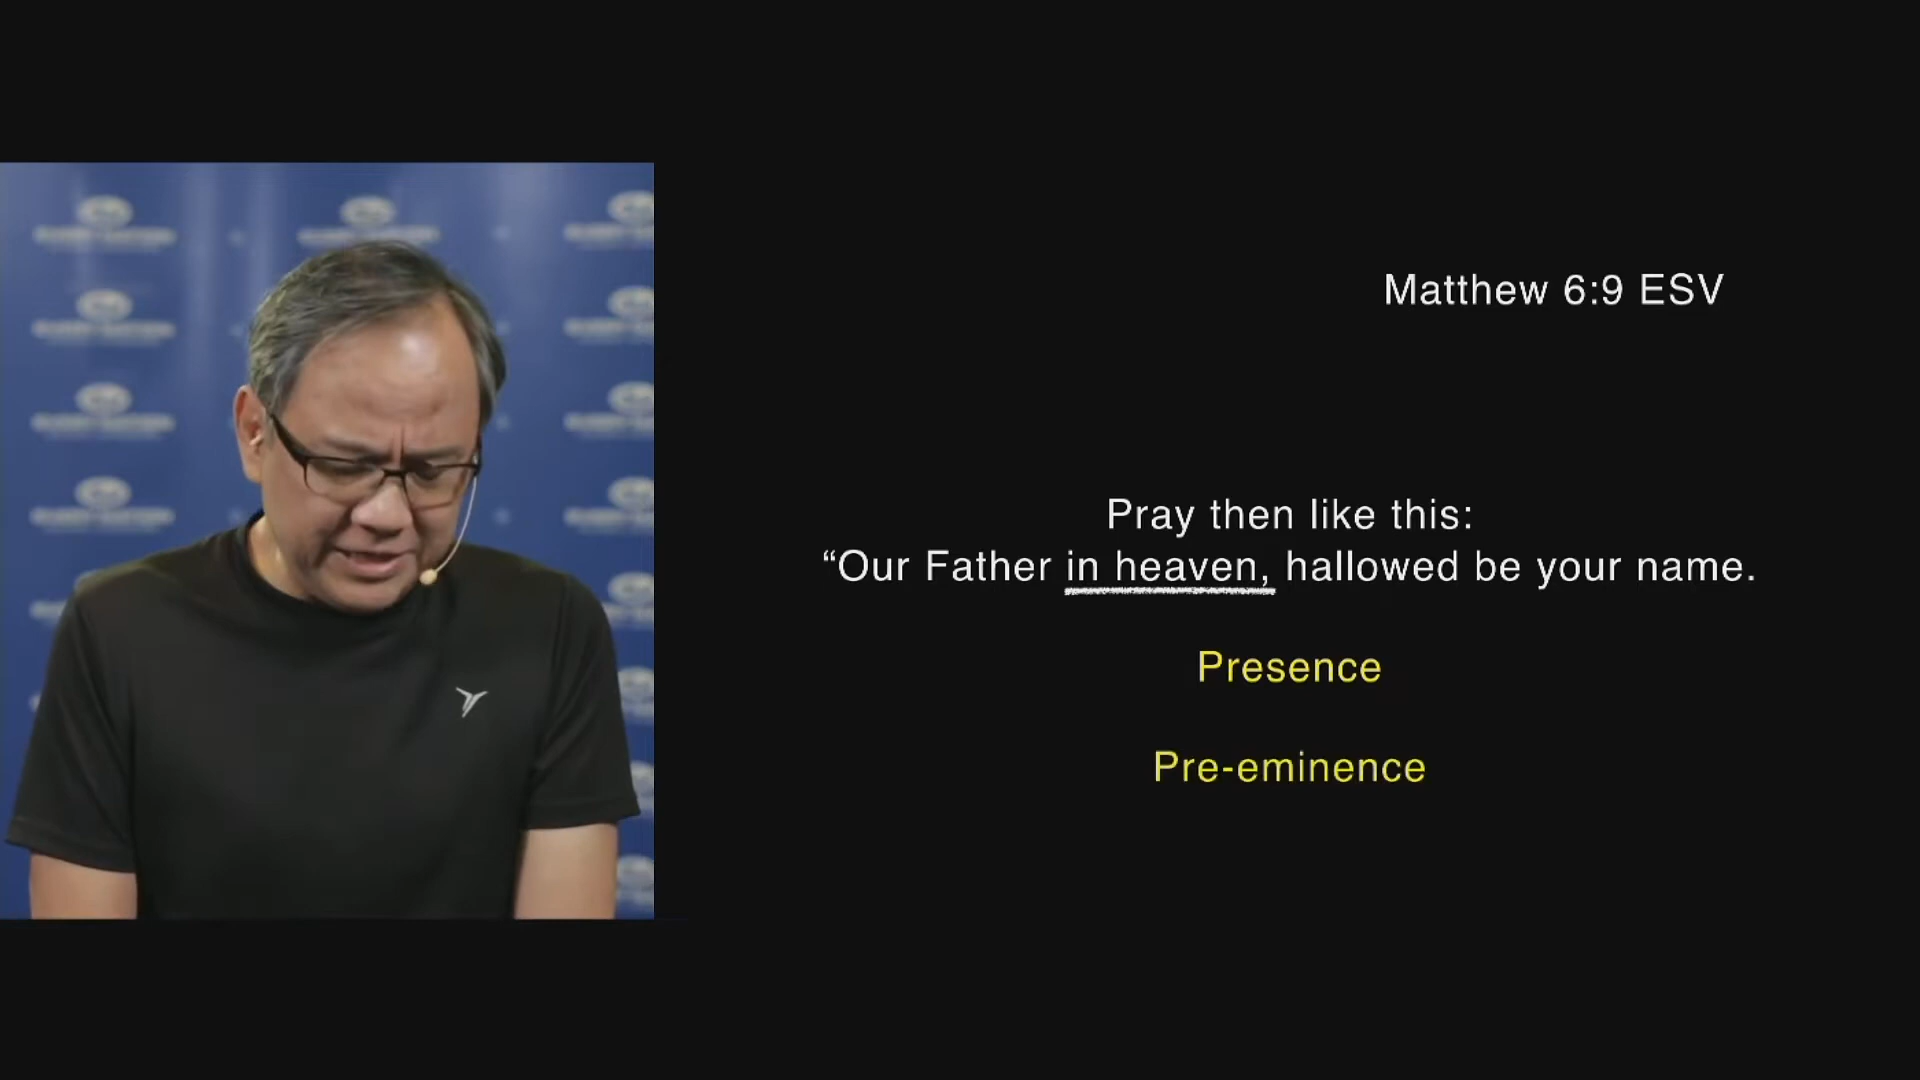 Matthew 6:9 ESV
Pray then like this:
“Our Father in heaven, hallowed be your name.
Presence
Pre-eminence